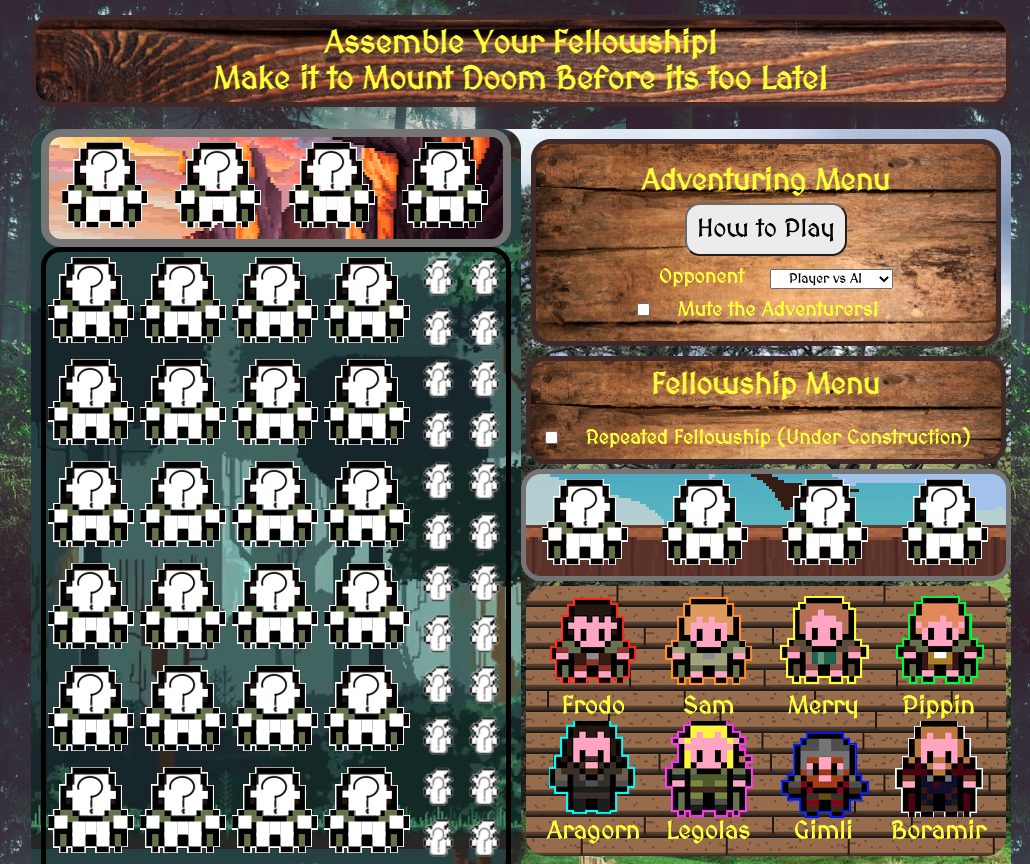 Assemble Your Fellowship!
Make it to Mount Doom Before its too Late!
Adventuring Menu
How to Play
Opponent Player vs AI
Mute the Adventurers!
Fellowship Menu
Repeated Fellowship (Under Construction)
? ? ? ?
? ? ? ?
? ? ? ?
? ? ? ?
? ? ? ?
? ? ? ?
? ? ? ?
? ? ? ?
Frodo Sam Merry Pippin
Aragorn Legolas Gimli Boramir